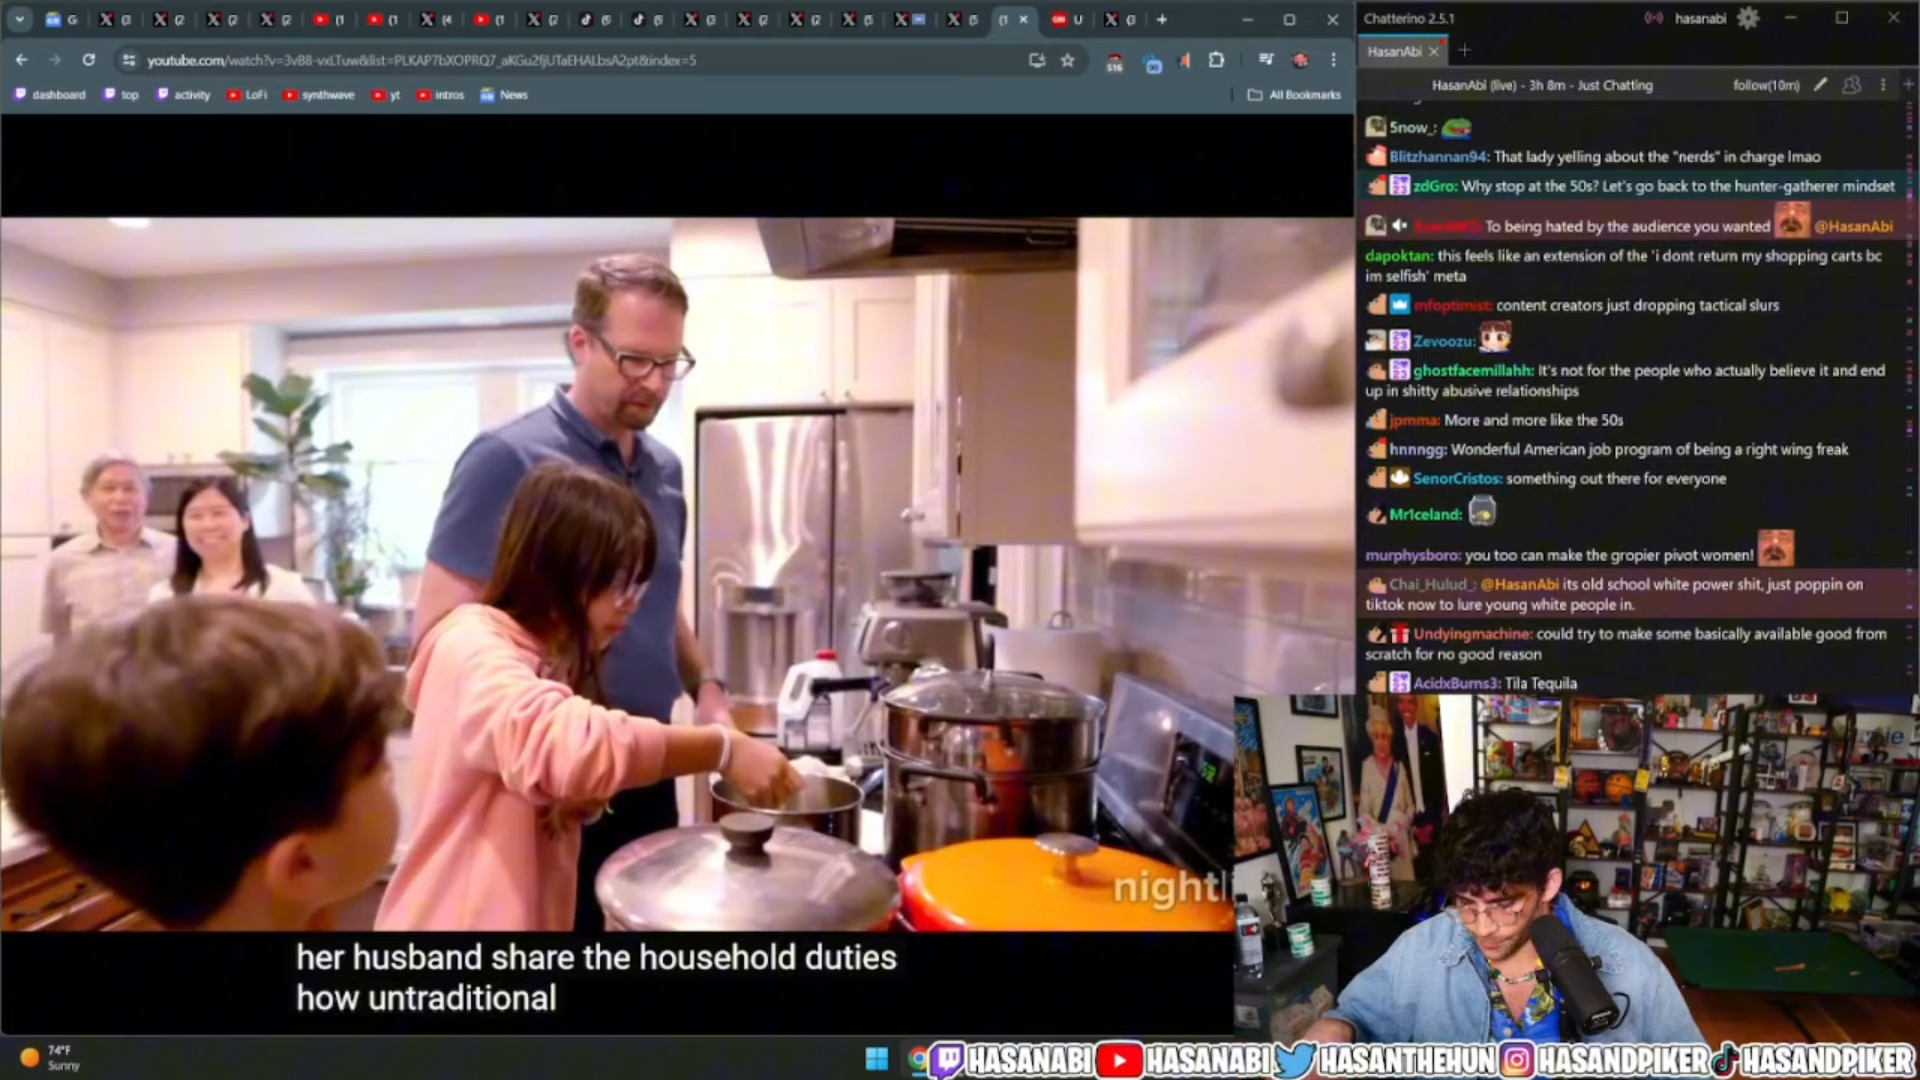 Chatterino 2.5.1
hasanabi
youtube.com/watch?v=3vB8-vxLTuw&list=PLKAP7bXOPRQ7_aKGu2fjUTaEHALbsA2pt&index=5
HasanAbi
dashboard top activity LoFi synthwave yt intros News All Bookmarks
HasanAbi (live) - 3h 8m - Just Chatting follow(10m)
5now_:
Blitzhannan94: That lady yelling about the "nerds" in charge lmao
zdGro: Why stop at the 50s? Let's go back to the hunter-gatherer mindset
To being hated by the audience you wanted @HasanAbi
dapoktan: this feels like an extension of the 'i dont return my shopping carts bc
im selfish' meta
mfoptimist: content creators just dropping tactical slurs
Zevoozu:
ghostfacemillahh: It's not for the people who actually believe it and end
up in shitty abusive relationships
jpmma: More and more like the 50s
hnnngg: Wonderful American job program of being a right wing freak
SenorCristos: something out there for everyone
Mr1celand:
murphysboro: you too can make the gropier pivot women!
Chai_Hulud_: @HasanAbi its old school white power shit, just poppin on
tiktok now to lure young white people in.
Undyingmachine: could try to make some basically available good from
scratch for no good reason
AcidxBurns3: Tila Tequila
nightli
her husband share the household duties
how untraditional
74°F
Sunny
HASANABI HASANABI HASANTHEHUN HASANDPIKER HASANDPIKER